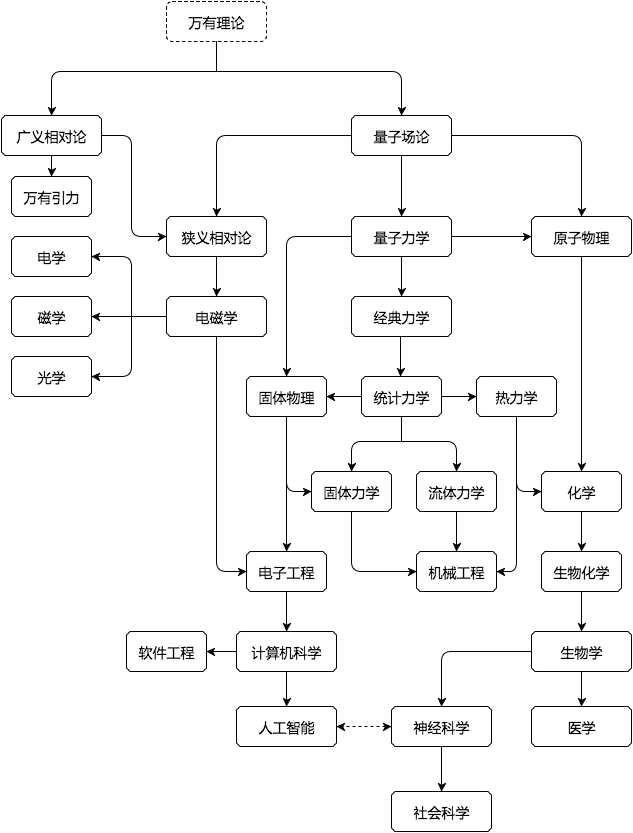 万有理论
广义相对论
量子场论
万有引力
狭义相对论
量子力学
原子物理
电学
磁学
电磁学
经典力学
光学
固体物理
统计力学
热力学
固体力学
流体力学
化学
电子工程
机械工程
生物化学
软件工程
计算机科学
生物学
人工智能
神经科学
医学
社会科学